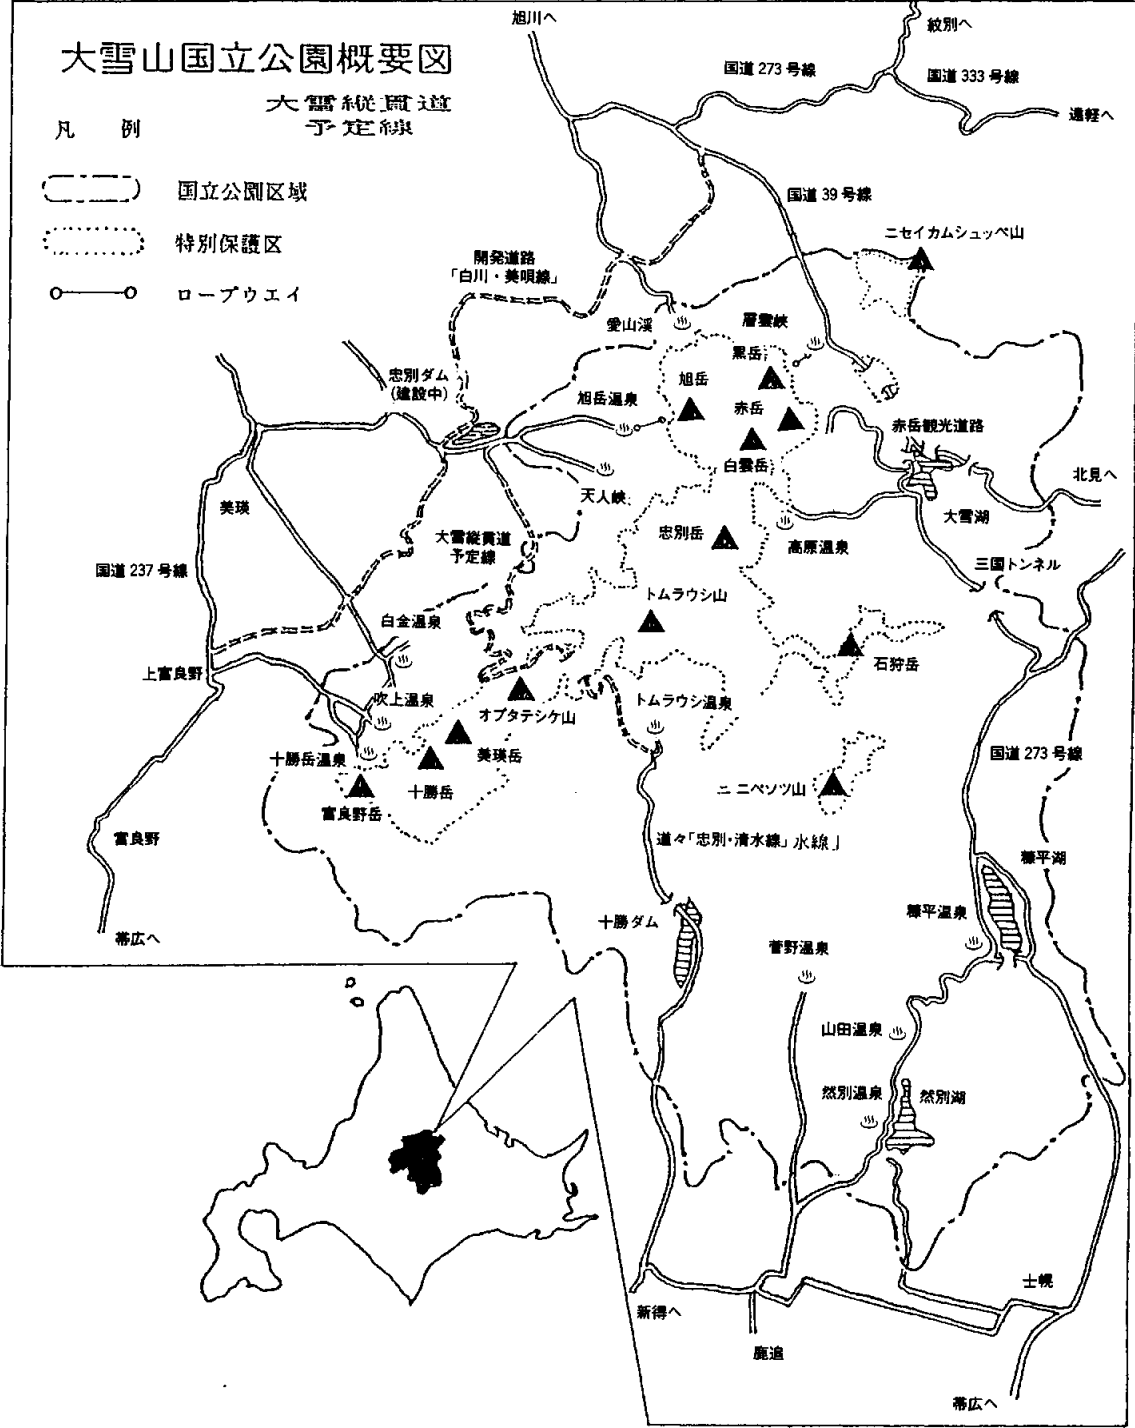 大雪山国立公園概要図
大雪縦貫道
予定線
凡 例
国立公園区域
特別保護区
ロープウエイ
旭川へ
紋別へ
国道273号線
国道333号線
遠軽へ
国道39号線
ニセイカムシュッペ山
開発道路
「白川・美唄線」
愛山渓
層雲峡
黒岳
旭岳
赤岳
白雲岳
忠別ダム
(建設中)
旭岳温泉
赤岳観光道路
北見へ
大雪湖
天人峡
美瑛
大雪縦貫道
予定線
忠別岳
高原温泉
三国トンネル
国道237号線
トムラウシ山
白金温泉
石狩岳
上富良野
吹上温泉
オプタテシケ山
トムラウシ温泉
十勝岳温泉
美瑛岳
十勝岳
富良野岳
国道273号線
ニニペソツ山
富良野
道々「忠別・清水線」水線」
糠平湖
糠平温泉
十勝ダム
菅野温泉
帯広へ
山田温泉
然別温泉
然別湖
士幌
新得へ
鹿追
帯広へ